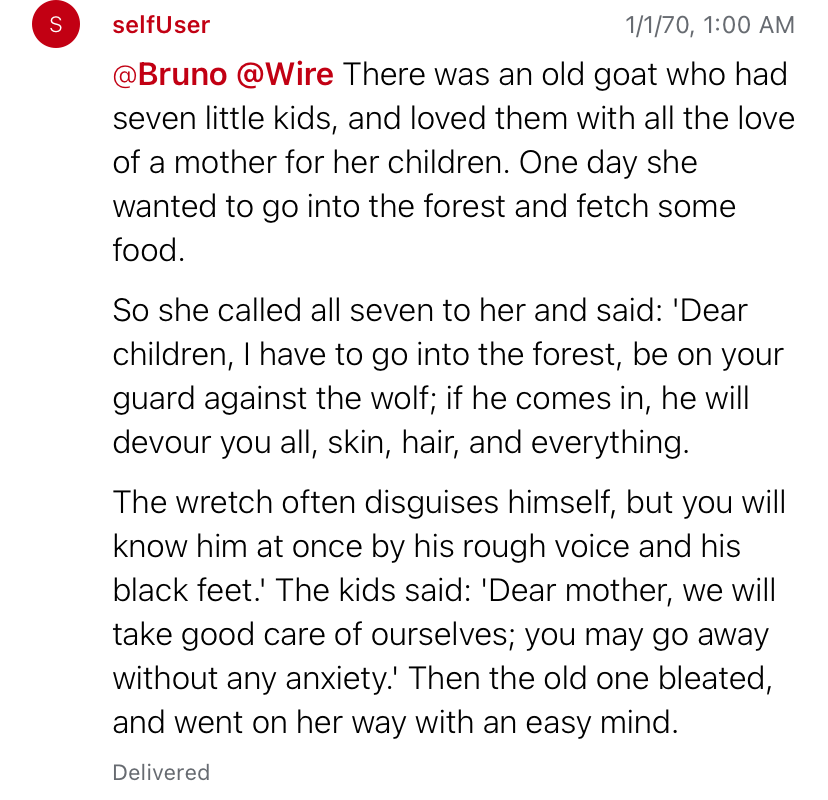 S
selfUser 1/1/70, 1:00 AM
@Bruno @Wire There was an old goat who had
seven little kids, and loved them with all the love
of a mother for her children. One day she
wanted to go into the forest and fetch some
food.
So she called all seven to her and said: 'Dear
children, I have to go into the forest, be on your
guard against the wolf; if he comes in, he will
devour you all, skin, hair, and everything.
The wretch often disguises himself, but you will
know him at once by his rough voice and his
black feet.' The kids said: 'Dear mother, we will
take good care of ourselves; you may go away
without any anxiety.' Then the old one bleated,
and went on her way with an easy mind.
Delivered